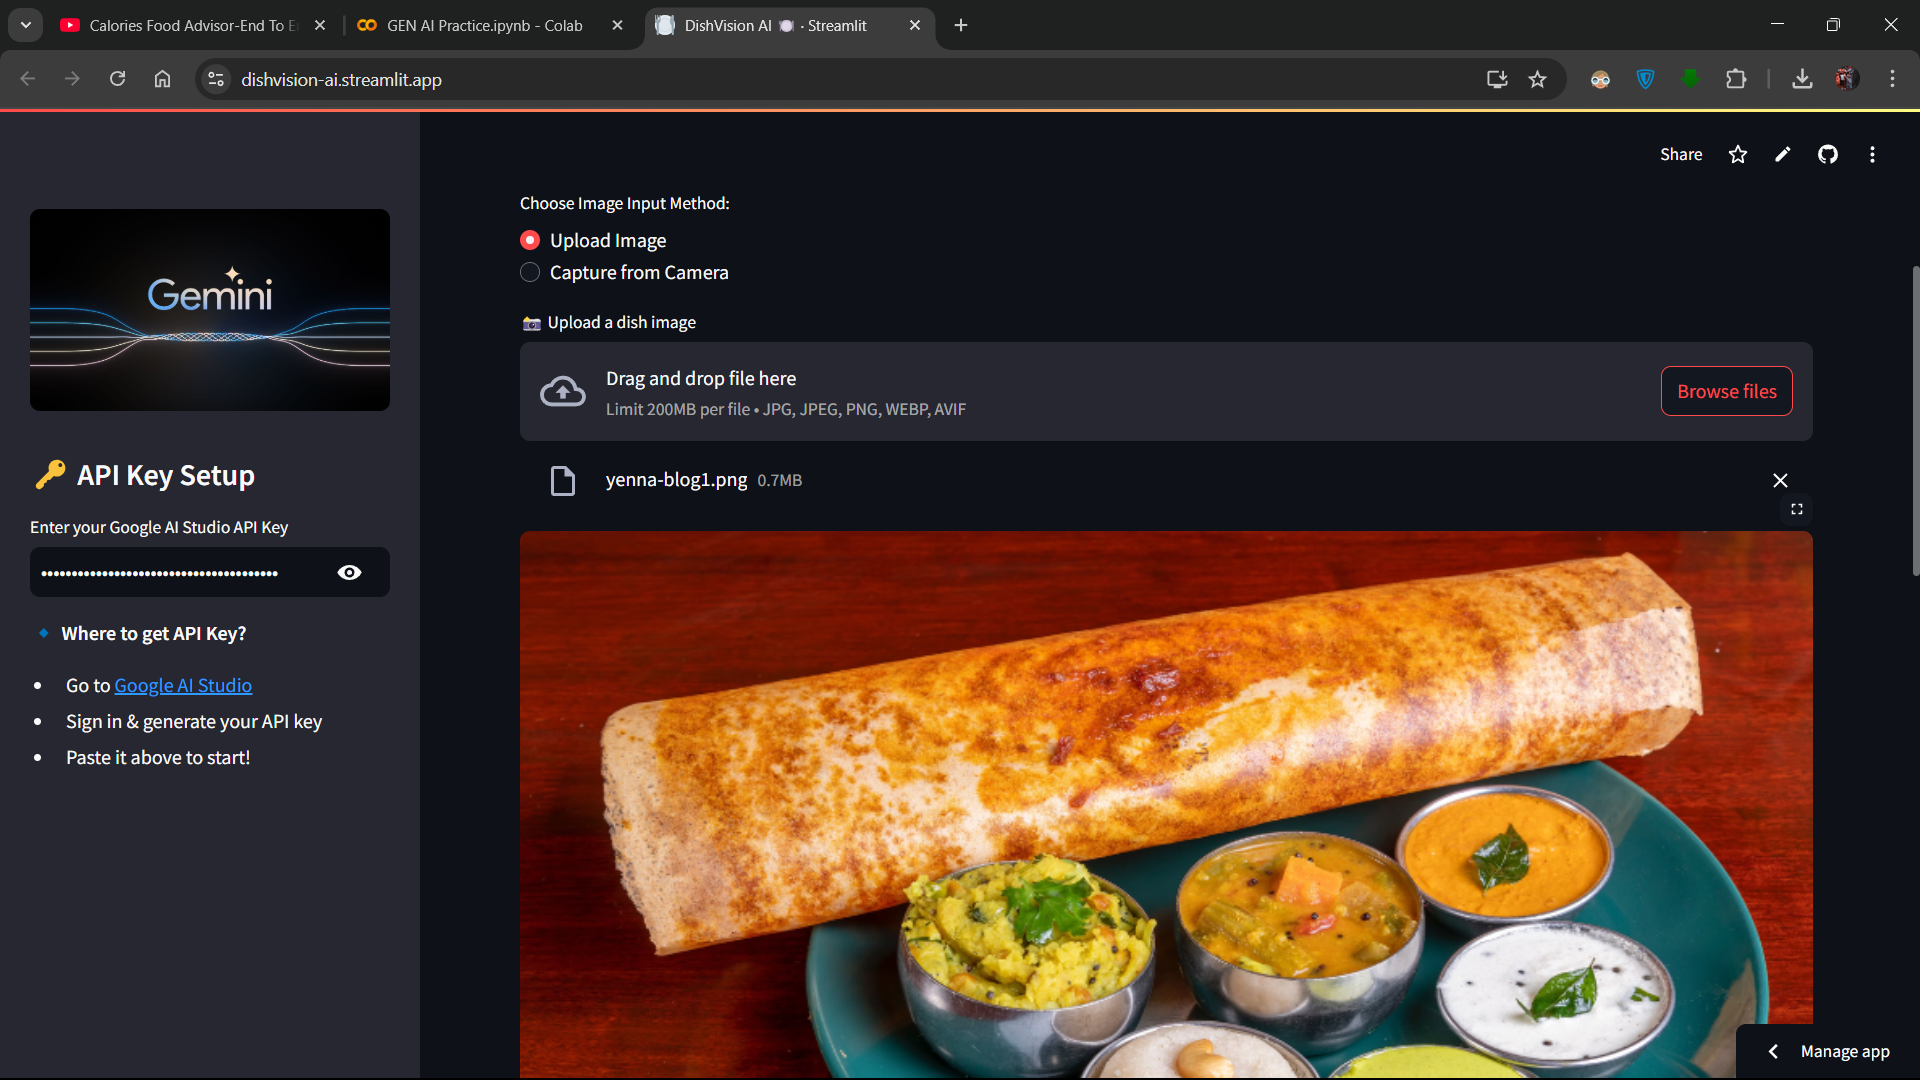 Calories Food Advisor-End To E
GEN AI Practice.ipynb - Colab
DishVision AI 🍽️ · Streamlit
dishvision-ai.streamlit.app
Share
Gemini
🔑 API Key Setup
Enter your Google AI Studio API Key
••••••••••••••••••••••••••••••••••••••
🔹 Where to get API Key?
• Go to Google AI Studio
• Sign in & generate your API key
• Paste it above to start!
Choose Image Input Method:
Upload Image
Capture from Camera
📸 Upload a dish image
Drag and drop file here
Limit 200MB per file • JPG, JPEG, PNG, WEBP, AVIF
Browse files
yenna-blog1.png 0.7MB
Manage app